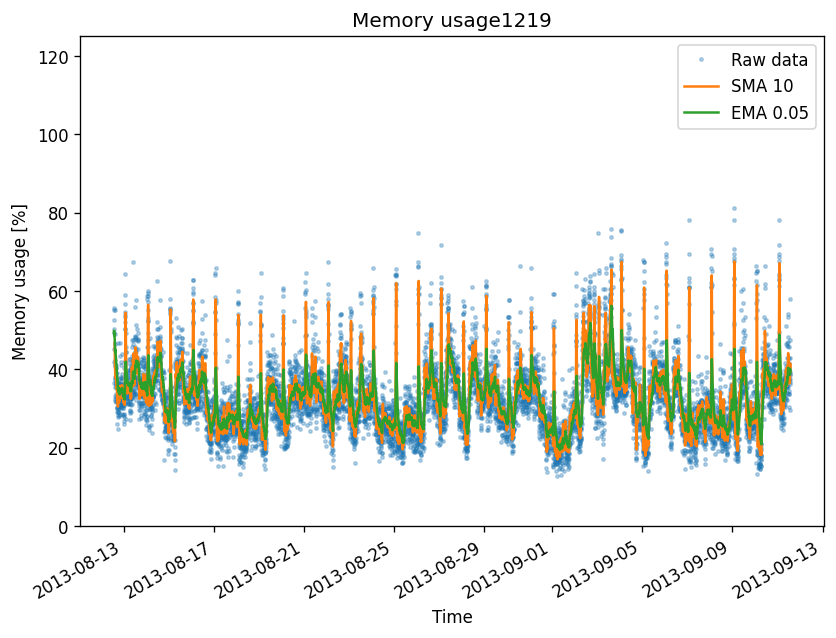 Memory usage1219
Raw data
SMA 10
EMA 0.05
Memory usage [%]
120
100
80
60
40
20
0
2013-08-13
2013-08-17
2013-08-21
2013-08-25
2013-08-29
2013-09-01
2013-09-05
2013-09-09
2013-09-13
Time